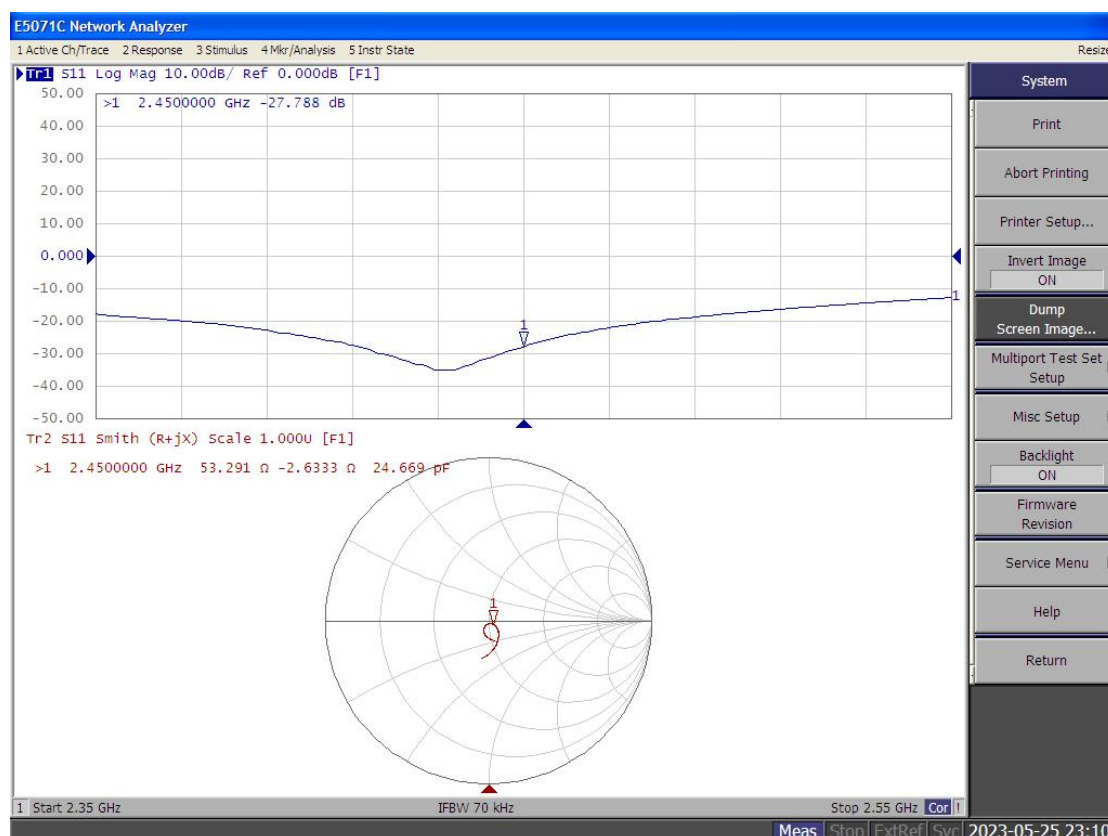 E5071C Network Analyzer
1 Active Ch/Trace 2 Response 3 Stimulus 4 Mkr/Analysis 5 Instr State
Resize
Tr1 S11 Log Mag 10.00dB/ Ref 0.000dB [F1]
>1 2.4500000 GHz -27.788 dB
50.00
40.00
30.00
20.00
10.00
0.000
-10.00
-20.00
-30.00
-40.00
-50.00
1
1
Tr2 S11 Smith (R+jX) Scale 1.000U [F1]
>1 2.4500000 GHz 53.291 Ω -2.6333 Ω 24.669 pF
1
1 Start 2.35 GHz
IFBW 70 kHz
Stop 2.55 GHz Cor !
Meas Stop ExtRef Svc 2023-05-25 23:10
System
Print
Abort Printing
Printer Setup...
Invert Image
ON
Dump
Screen Image...
Multiport Test Set
Setup
Misc Setup
Backlight
ON
Firmware
Revision
Service Menu
Help
Return